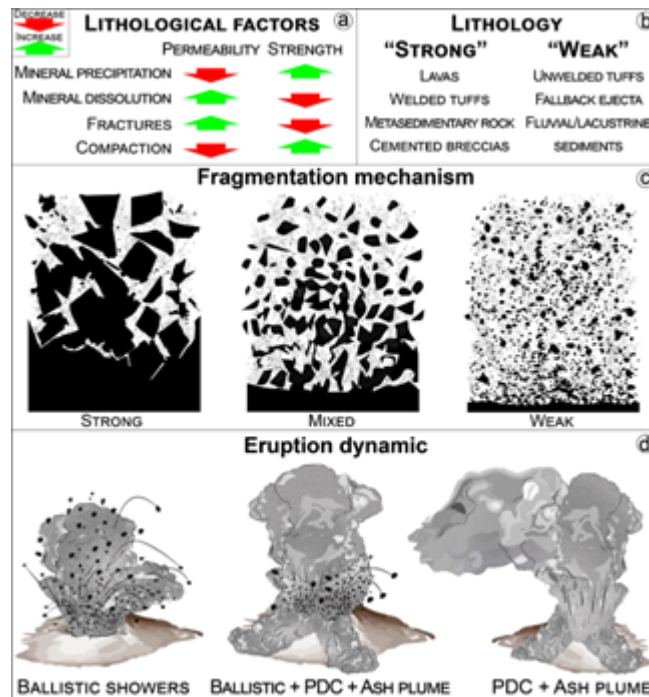 DECREASE
INCREASE
LITHOLOGICAL FACTORS
a
PERMEABILITY STRENGTH
MINERAL PRECIPITATION
MINERAL DISSOLUTION
FRACTURES
COMPACTION
LITHOLOGY
b
“STRONG” “WEAK”
LAVAS UNWELDED TUFFS
WELDED TUFFS FALLBACK EJECTA
METASEDIMENTARY ROCK FLUVIAL/LACUSTRINE
CEMENTED BRECCIAS SEDIMENTS
Fragmentation mechanism
c
STRONG MIXED WEAK
Eruption dynamic
d
BALLISTIC SHOWERS BALLISTIC + PDC + ASH PLUME PDC + ASH PLUME